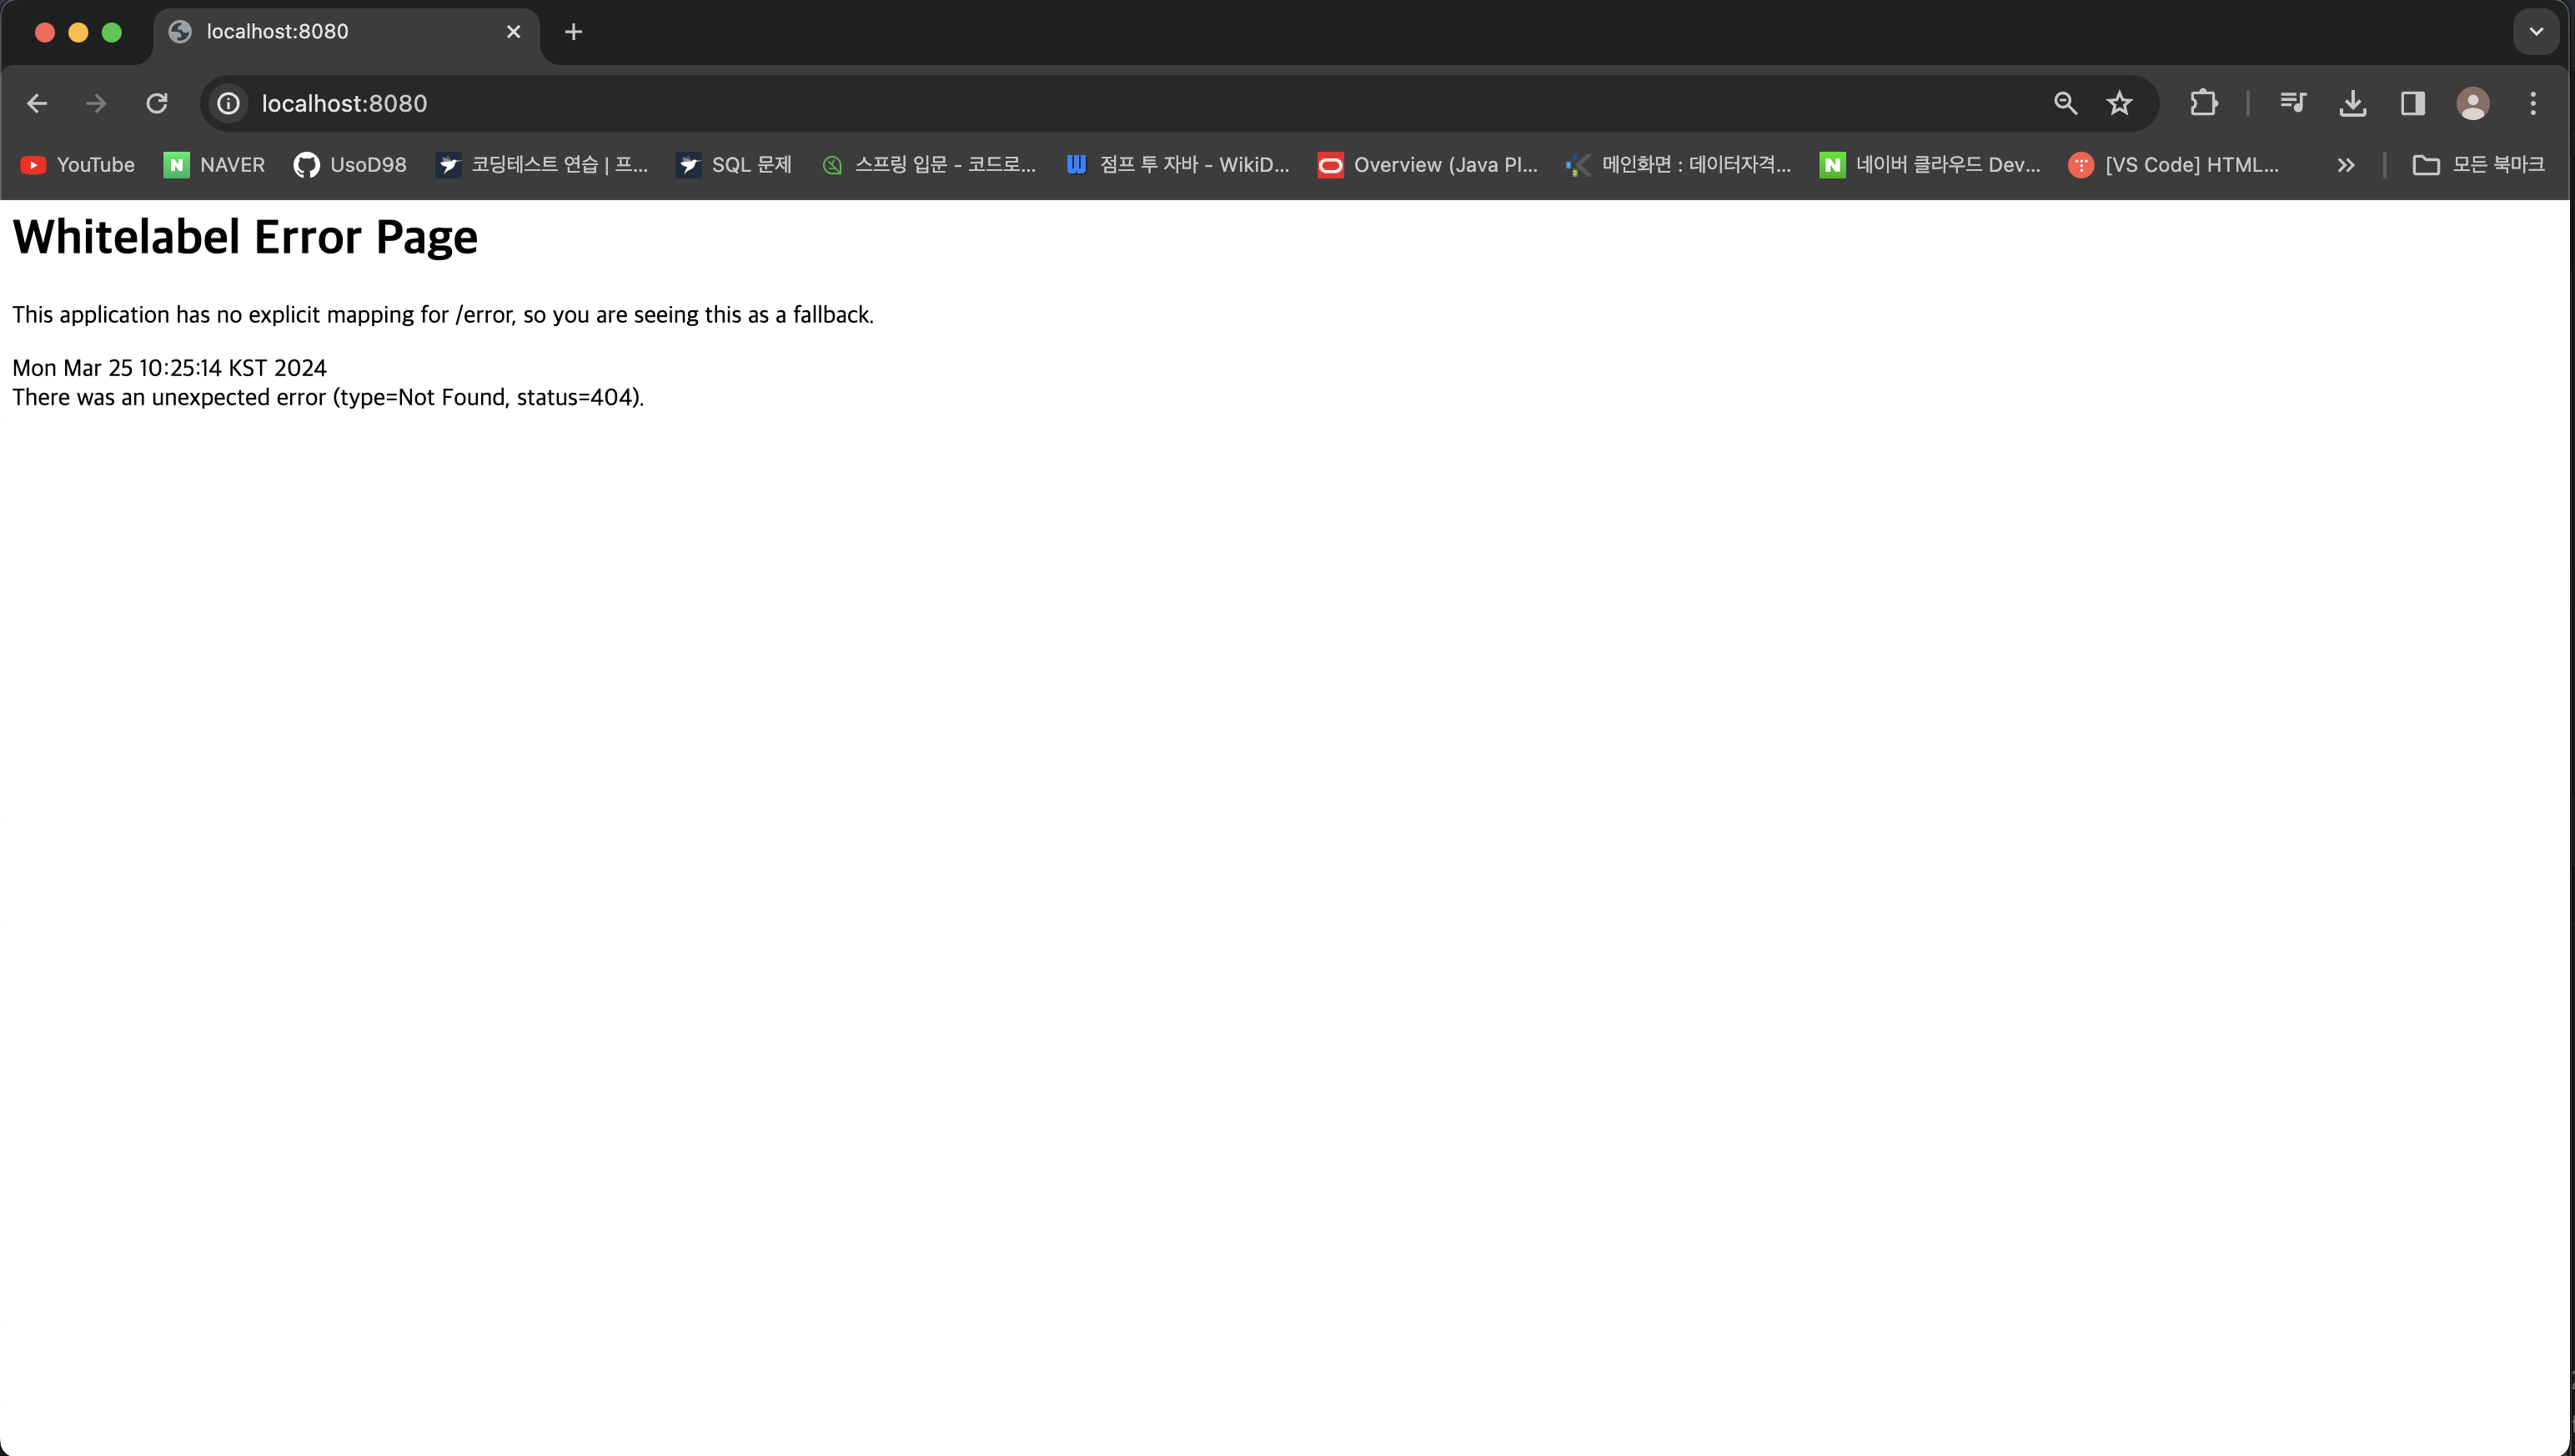 localhost:8080
localhost:8080
YouTube NAVER UsoD98 코딩테스트 연습 | 프... SQL 문제 스프링 입문 - 코드로... 점프 투 자바 - WikiD... Overview (Java Pl... 메인화면 : 데이터자격... 네이버 클라우드 Dev... [VS Code] HTML... 모든 북마크
Whitelabel Error Page
This application has no explicit mapping for /error, so you are seeing this as a fallback.
Mon Mar 25 10:25:14 KST 2024
There was an unexpected error (type=Not Found, status=404).